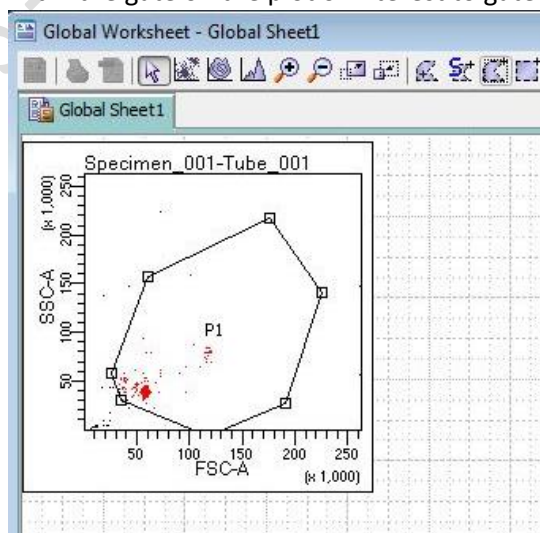 Global Worksheet - Global Sheet1
Global Sheet1
Specimen_001-Tube_001
(x 1,000)
250
200
150
100
50
SSC-A
P1
50 100 150 200 250
FSC-A
(x 1,000)